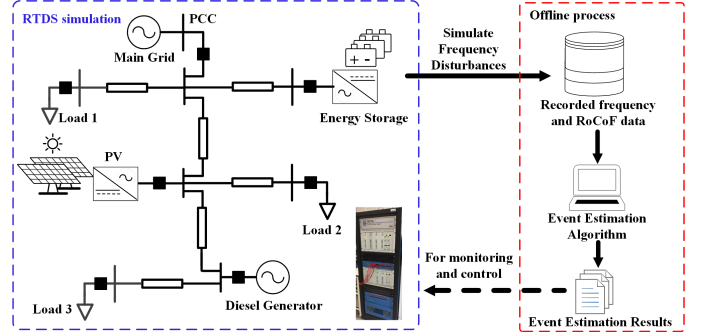 RTDS simulation
PCC
Main Grid
Load 1
Energy Storage
PV
Load 2
Load 3
Diesel Generator
Simulate
Frequency
Disturbances
For monitoring
and control
Offline process
Recorded frequency
and RoCoF data
Event Estimation
Algorithm
Event Estimation Results